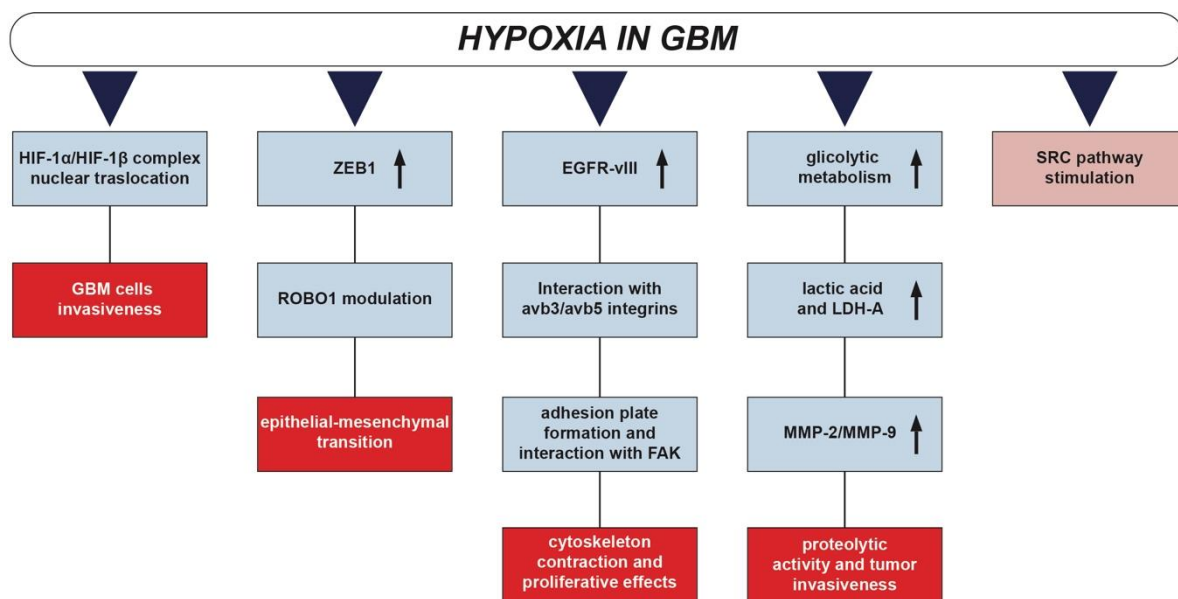 HYPOXIA IN GBM
HIF-1α/HIF-1β complex
nuclear traslocation
GBM cells
invasiveness
ZEB1
ROBO1 modulation
epithelial-mesenchymal
transition
EGFR-vIII
Interaction with
avb3/avb5 integrins
adhesion plate
formation and
interaction with FAK
cytoskeleton
contraction and
proliferative effects
glicolytic
metabolism
lactic acid
and LDH-A
MMP-2/MMP-9
proteolytic
activity and tumor
invasiveness
SRC pathway
stimulation